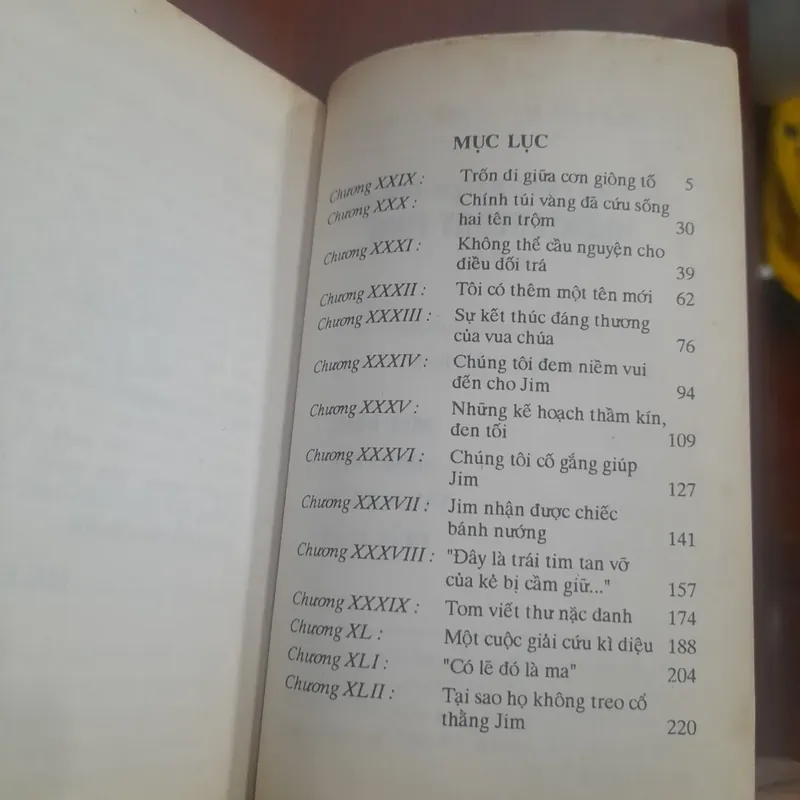 MỤC LỤC
Chương XXIX : Trốn di giữa cơn giông tố 5
Chương XXX : Chính túi vàng đã cứu sống
hai tên trộm 30
Chương XXXI : Không thể cầu nguyện cho
điều dối trá 39
Chương XXXII : Tôi có thêm một tên mới 62
Chương XXXIII : Sự kết thúc đáng thương
của vua chúa 76
Chương XXXIV : Chúng tôi đem niềm vui
đến cho Jim 94
Chương XXXV : Những kế hoạch thầm kín,
đen tối 109
Chương XXXVI : Chúng tôi cố gắng giúp
Jim 127
Chương XXXVII : Jim nhận được chiếc
bánh nướng 141
Chương XXXVIII : "Đây là trái tim tan vỡ
của kẻ bị cầm giữ..." 157
Chương XXXIX : Tom viết thư nặc danh 174
Chương XL : Một cuộc giải cứu kì diệu 188
Chương XLI : "Có lẽ đó là ma" 204
Chương XLII : Tại sao họ không treo cổ
thằng Jim 220